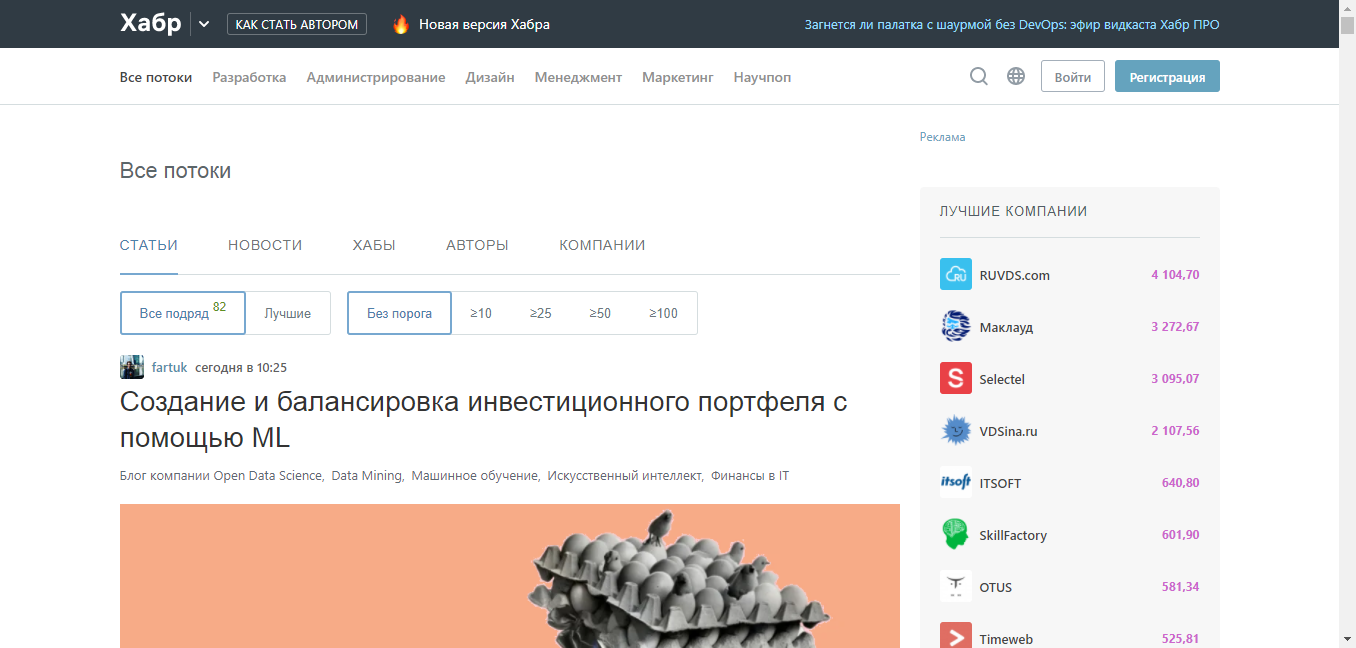 Хабр КАК СТАТЬ АВТОРОМ Новая версия Хабра Загнется ли палатка с шаурмой без DevOps: эфир видкаста Хабр ПРО
Все потоки Разработка Администрирование Дизайн Менеджмент Маркетинг Научпоп Войти Регистрация
Реклама
Все потоки
СТАТЬИ НОВОСТИ ХАБЫ АВТОРЫ КОМПАНИИ
Все подряд 82 Лучшие Без порога ≥10 ≥25 ≥50 ≥100
fartuk сегодня в 10:25
Создание и балансировка инвестиционного портфеля с
помощью ML
Блог компании Open Data Science, Data Mining, Машинное обучение, Искусственный интеллект, Финансы в IT
ЛУЧШИЕ КОМПАНИИ
RU RUVDS.com 4 104,70
Маклауд 3 272,67
S Selectel 3 095,07
VDSina.ru 2 107,56
itsoft ITSOFT 640,80
SkillFactory 601,90
OTUS 581,34
Timeweb 525,81